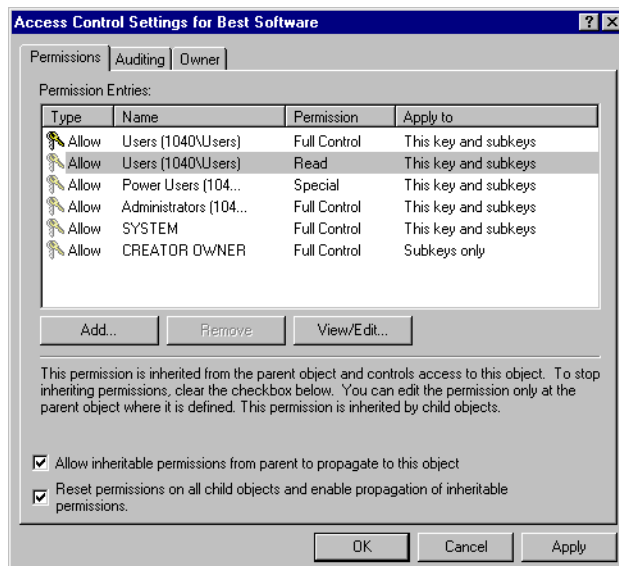 Access Control Settings for Best Software
Permissions Auditing Owner
Permission Entries:
Type Name Permission Apply to
Allow Users (1040\Users) Full Control This key and subkeys
Allow Users (1040\Users) Read This key and subkeys
Allow Power Users (104... Special This key and subkeys
Allow Administrators (104... Full Control This key and subkeys
Allow SYSTEM Full Control This key and subkeys
Allow CREATOR OWNER Full Control Subkeys only
Add... Remove View/Edit...
This permission is inherited from the parent object and controls access to this object. To stop
inheriting permissions, clear the checkbox below. You can edit the permission only at the
parent object where it is defined. This permission is inherited by child objects.
Allow inheritable permissions from parent to propagate to this object
Reset permissions on all child objects and enable propagation of inheritable
permissions.
OK Cancel Apply